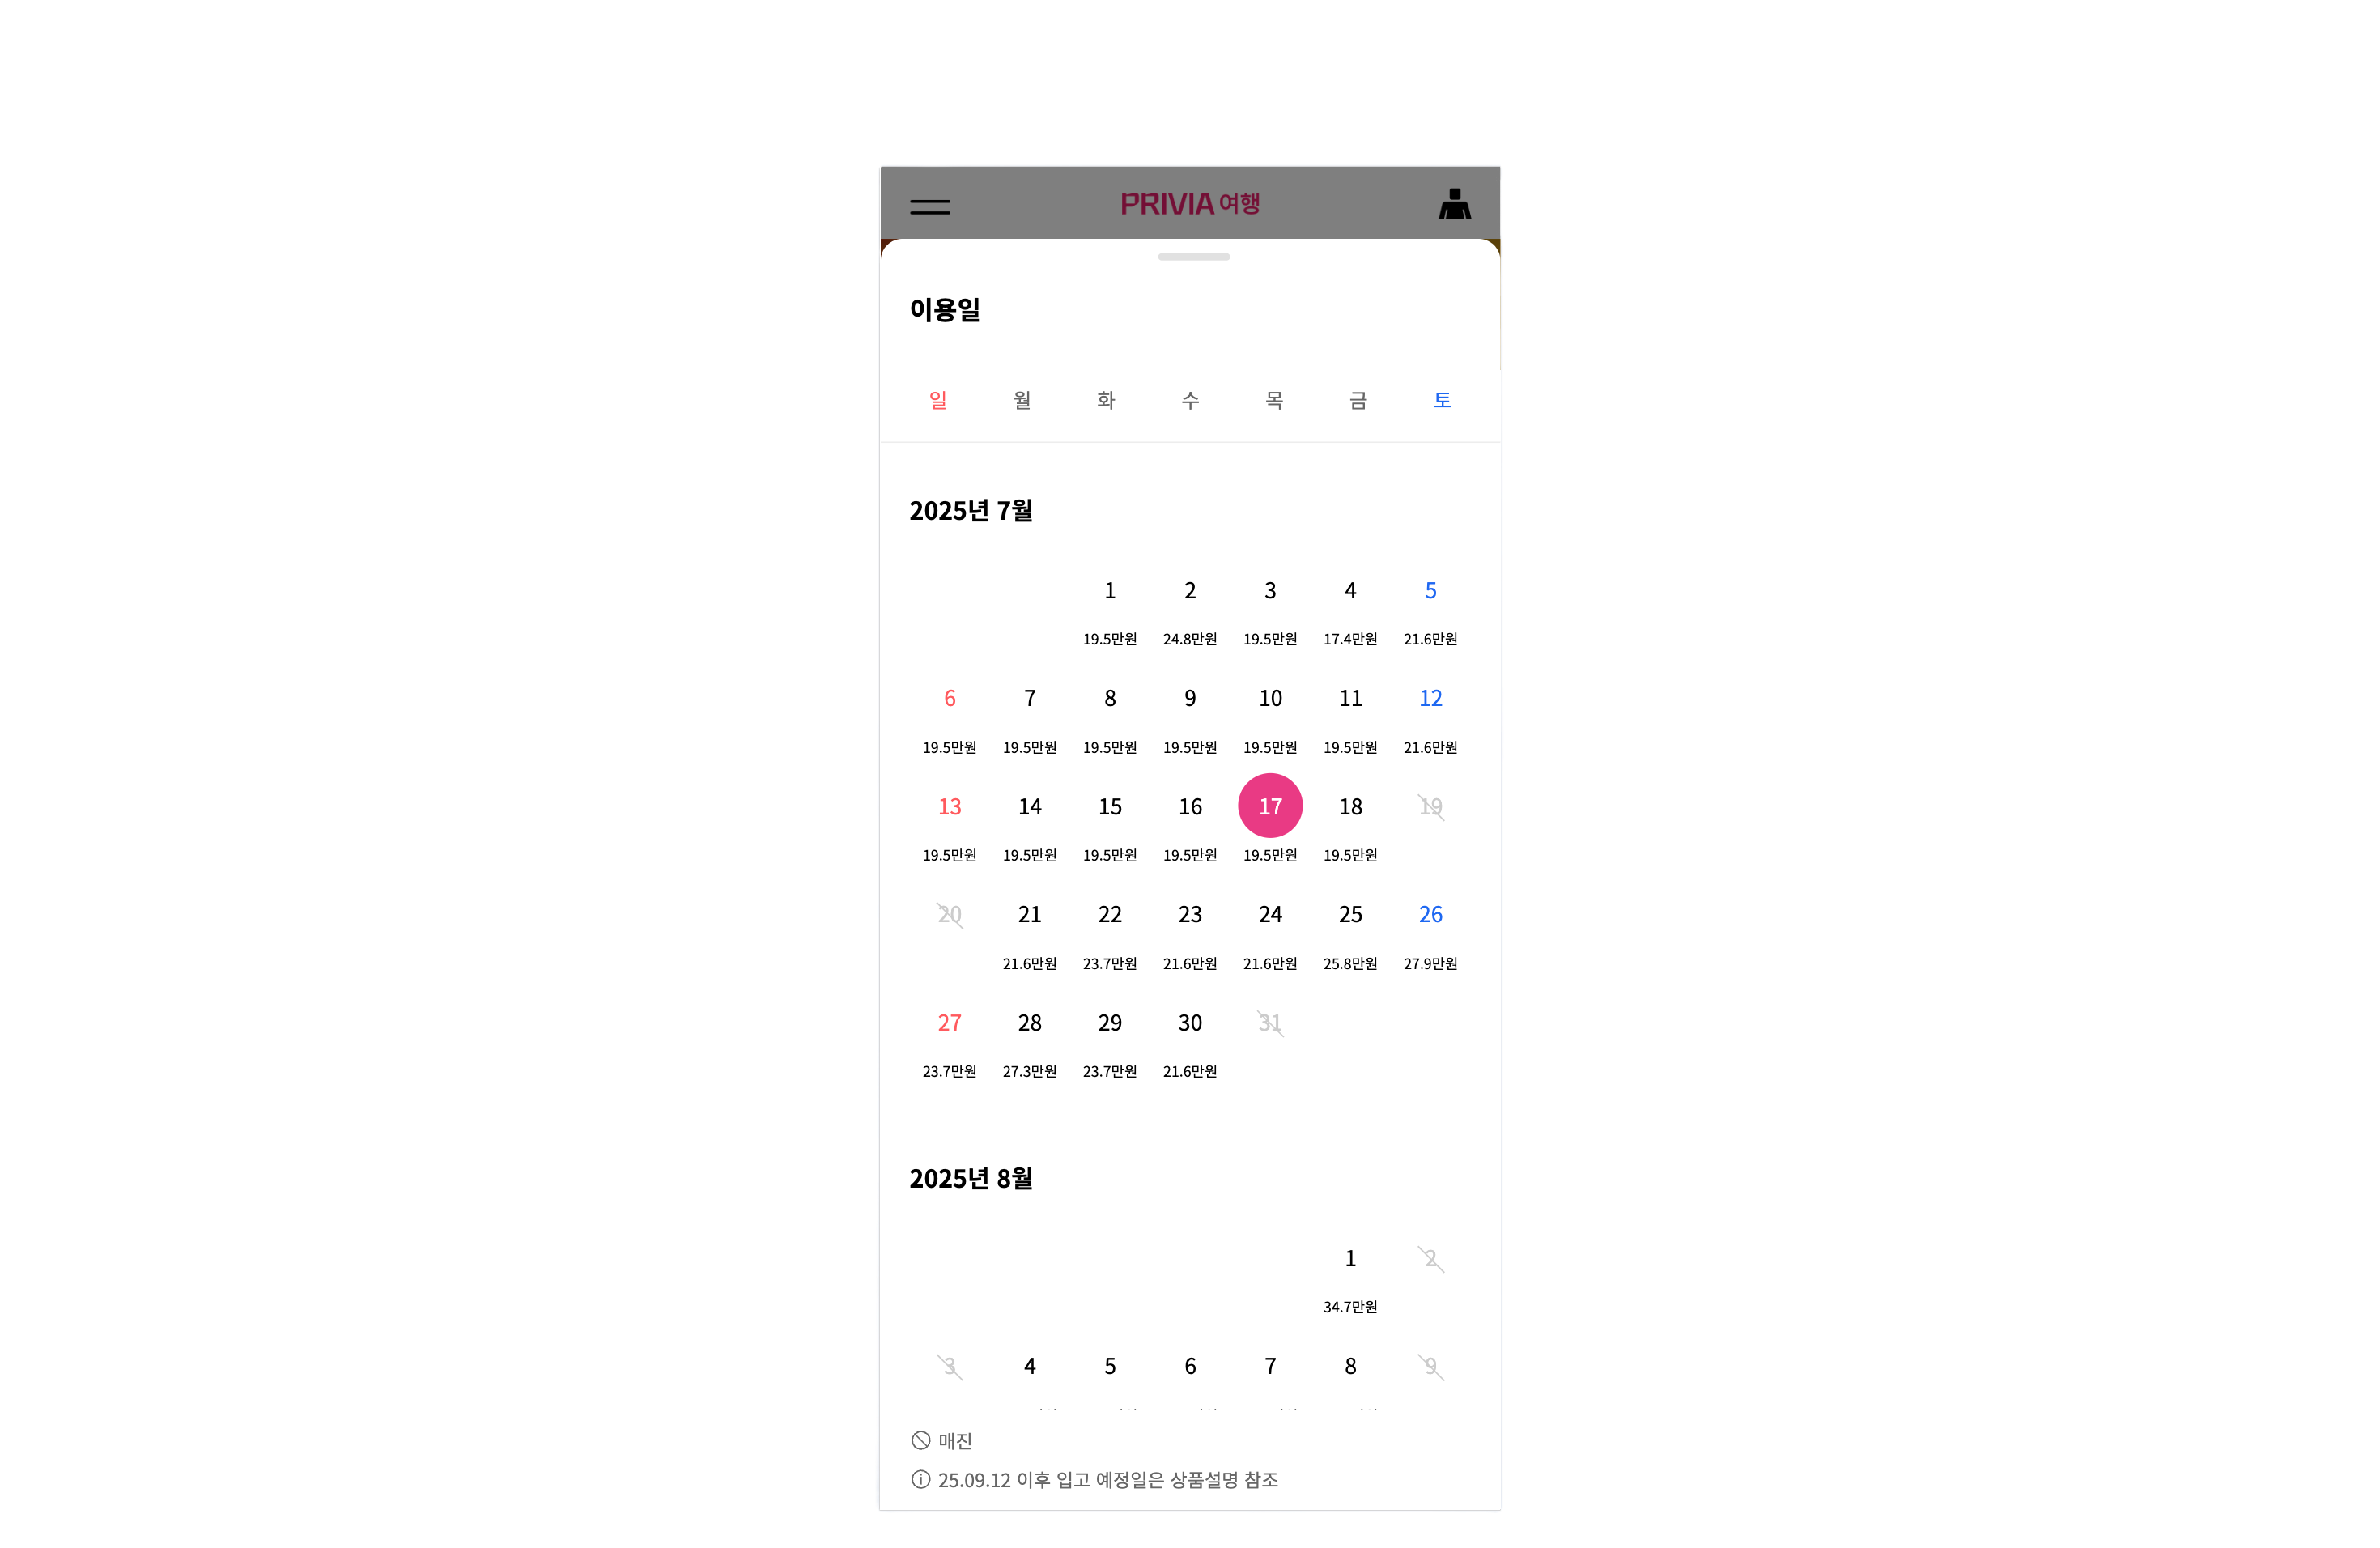 PRIVIA 여행
이용일
일 월 화 수 목 금 토
2025년 7월
1 2 3 4 5
19.5만원 24.8만원 19.5만원 17.4만원 21.6만원
6 7 8 9 10 11 12
19.5만원 19.5만원 19.5만원 19.5만원 19.5만원 19.5만원 21.6만원
13 14 15 16 17 18 19
19.5만원 19.5만원 19.5만원 19.5만원 19.5만원 19.5만원
20 21 22 23 24 25 26
21.6만원 23.7만원 21.6만원 21.6만원 25.8만원 27.9만원
27 28 29 30 31
23.7만원 27.3만원 23.7만원 21.6만원
2025년 8월
1 2
34.7만원
3 4 5 6 7 8 9
매진
25.09.12 이후 입고 예정일은 상품설명 참조